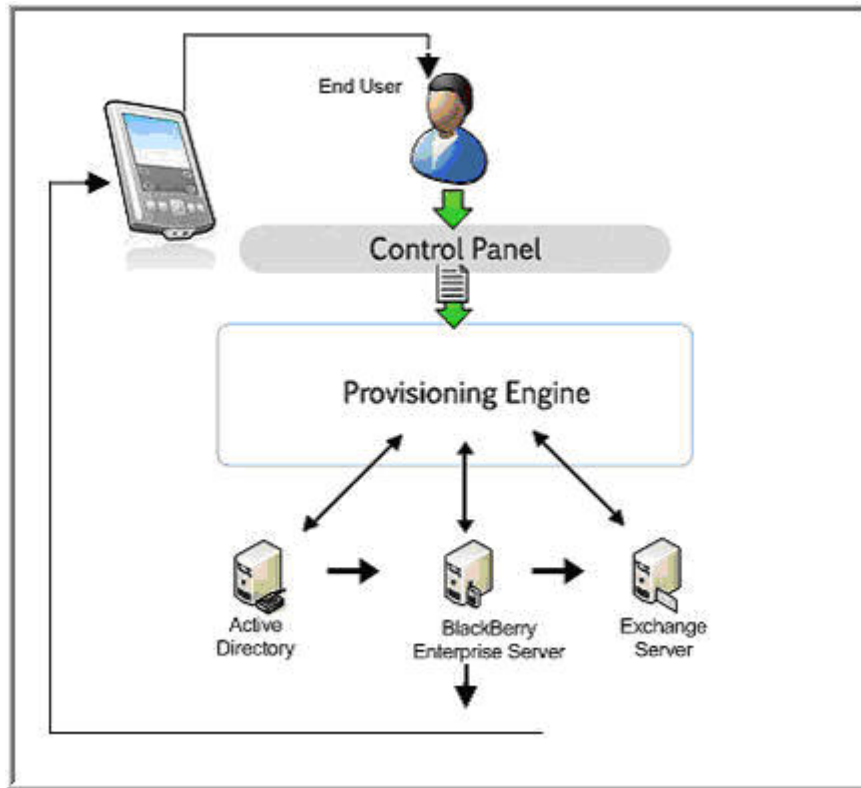 End User
Control Panel
Provisioning Engine
Active
Directory
BlackBerry
Enterprise Server
Exchange
Server